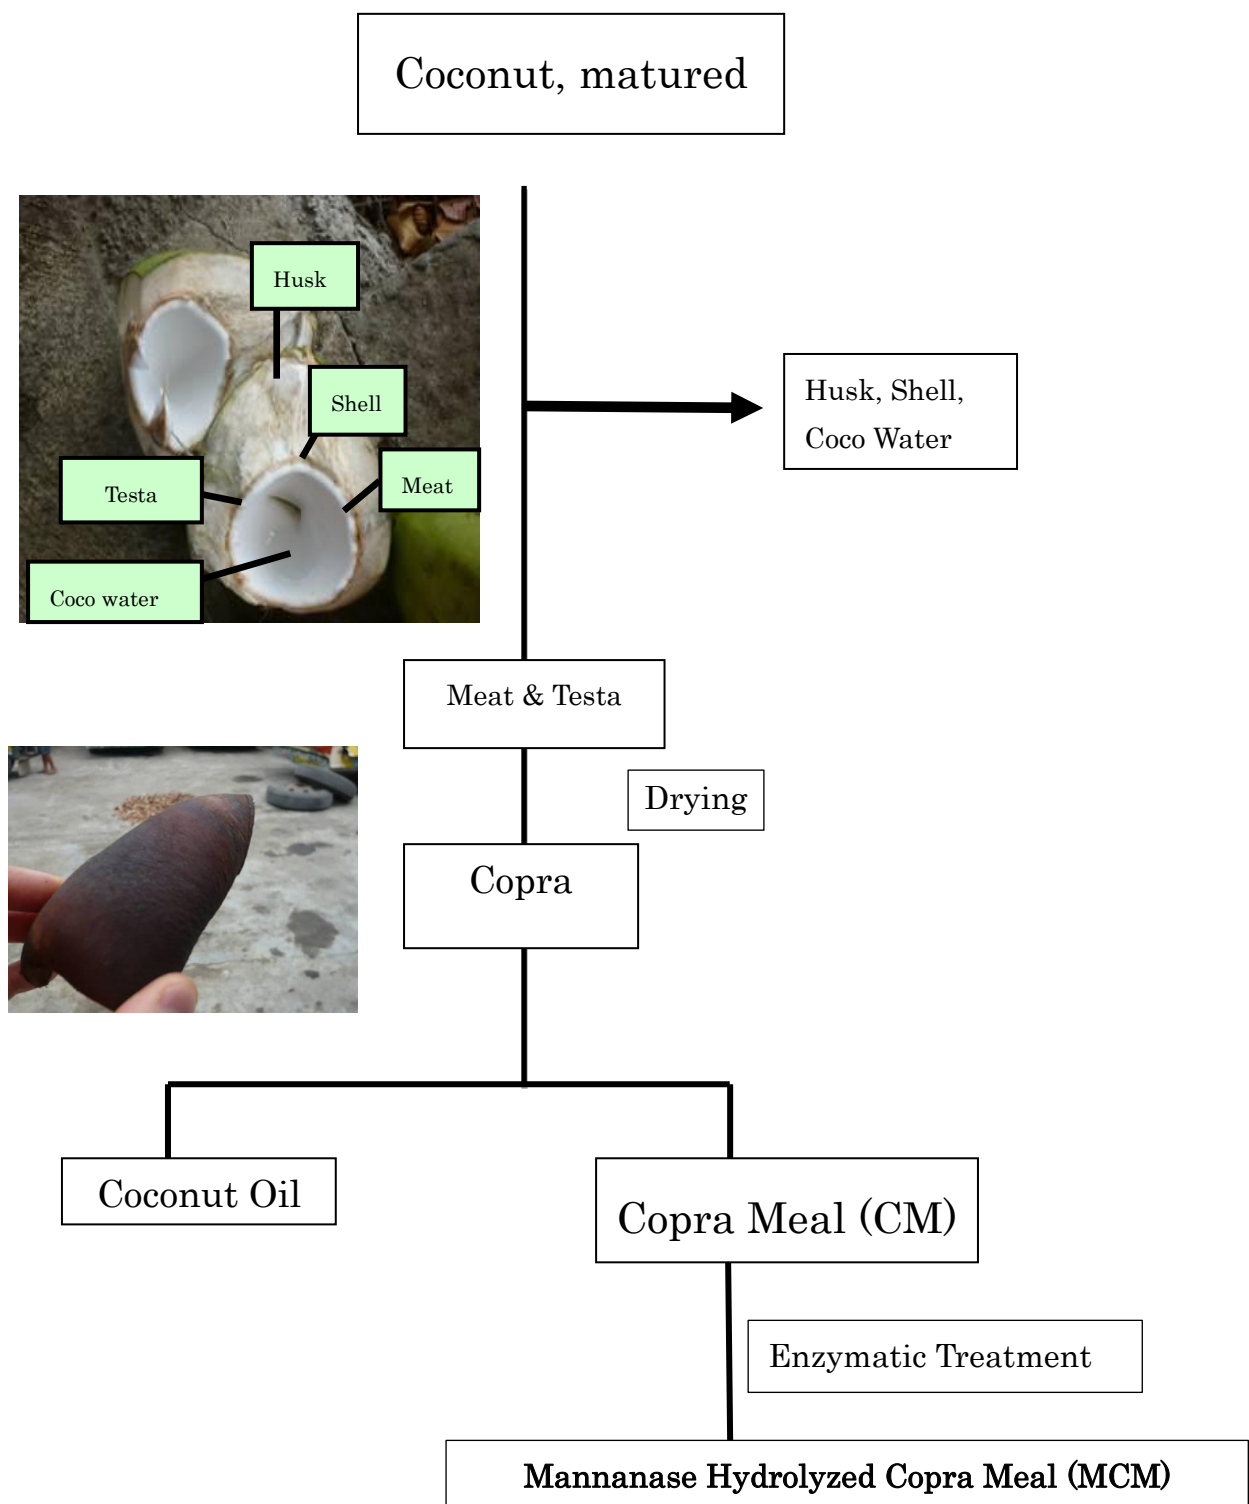 Coconut, matured
Husk
Shell
Testa
Meat
Coco water
Husk, Shell,
Coco Water
Meat & Testa
Drying
Copra
Coconut Oil
Copra Meal (CM)
Enzymatic Treatment
Mannanase Hydrolyzed Copra Meal (MCM)